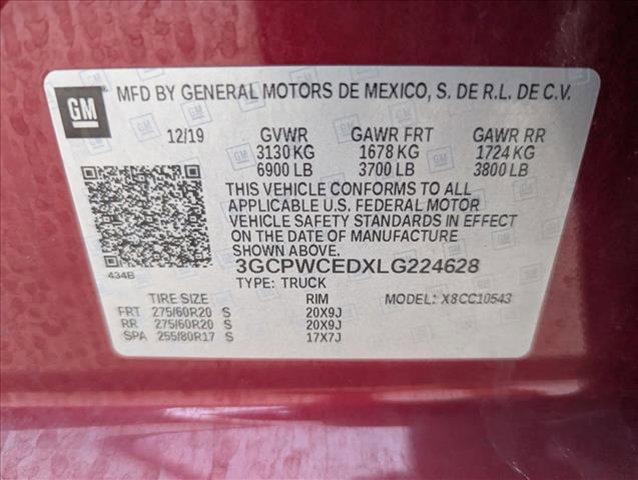 GM
MFD BY GENERAL MOTORS DE MEXICO, S. DE R.L. DE C.V.
12/19 GVWR GAWR FRT GAWR RR
3130 KG 1678 KG 1724 KG
6900 LB 3700 LB 3800 LB
THIS VEHICLE CONFORMS TO ALL
APPLICABLE U.S. FEDERAL MOTOR
VEHICLE SAFETY STANDARDS IN EFFECT
ON THE DATE OF MANUFACTURE
SHOWN ABOVE.
434B
3GCPWCEDXLG224628
TYPE: TRUCK
TIRE SIZE RIM MODEL: X8CC10543
FRT 275/60R20 S 20X9J
RR 275/60R20 S 20X9J
SPA 255/80R17 S 17X7J